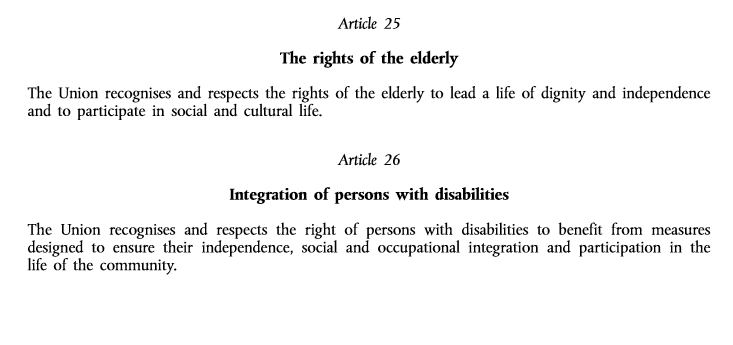 Article 25
The rights of the elderly
The Union recognises and respects the rights of the elderly to lead a life of dignity and independence
and to participate in social and cultural life.
Article 26
Integration of persons with disabilities
The Union recognises and respects the right of persons with disabilities to benefit from measures
designed to ensure their independence, social and occupational integration and participation in the
life of the community.